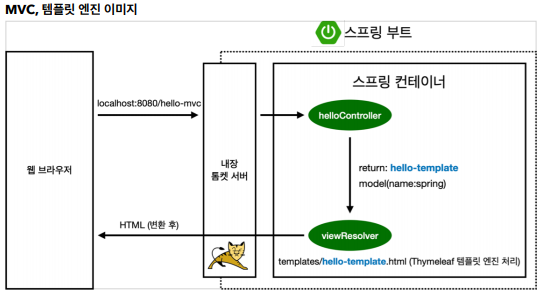 MVC, 템플릿 엔진 이미지
스프링 부트
스프링 컨테이너
localhost:8080/hello-mvc
helloController
웹 브라우저
내장
톰켓 서버
return: hello-template
model(name:spring)
HTML (변환 후)
viewResolver
templates/hello-template.html (Thymeleaf 템플릿 엔진 처리)